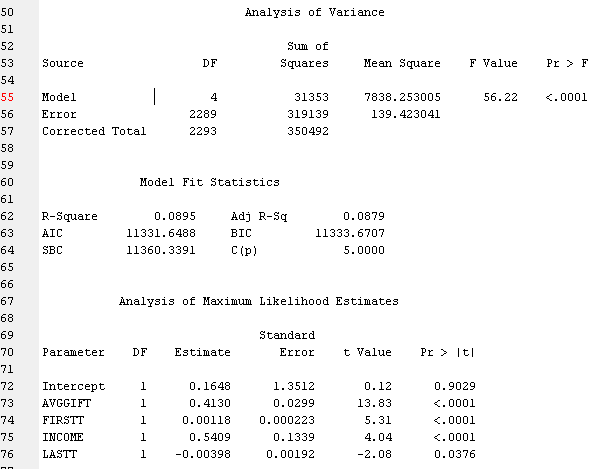 50 Analysis of Variance
51
52 Sum of
53 Source DF Squares Mean Square F Value Pr > F
54
55 Model 4 31353 7838.253005 56.22 <.0001
56 Error 2289 319139 139.423041
57 Corrected Total 2293 350492
58
59
60 Model Fit Statistics
61
62 R-Square 0.0895 Adj R-Sq 0.0879
63 AIC 11331.6488 BIC 11333.6707
64 SBC 11360.3391 C(p) 5.0000
65
66
67 Analysis of Maximum Likelihood Estimates
68
69 Standard
70 Parameter DF Estimate Error t Value Pr > |t|
71
72 Intercept 1 0.1648 1.3512 0.12 0.9029
73 AVGGIFT 1 0.4130 0.0299 13.83 <.0001
74 FIRSTT 1 0.00118 0.000223 5.31 <.0001
75 INCOME 1 0.5409 0.1339 4.04 <.0001
76 LASTT 1 -0.00398 0.00192 -2.08 0.0376